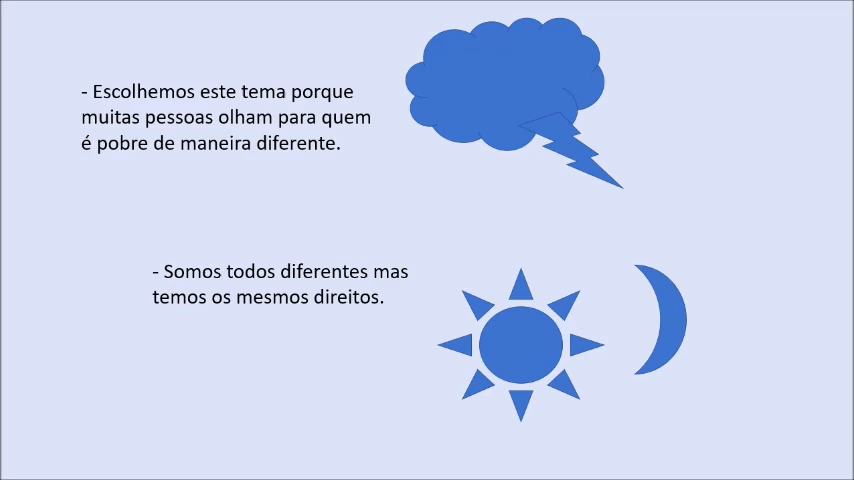 - Escolhemos este tema porque
muitas pessoas olham para quem
é pobre de maneira diferente.
- Somos todos diferentes mas
temos os mesmos direitos.